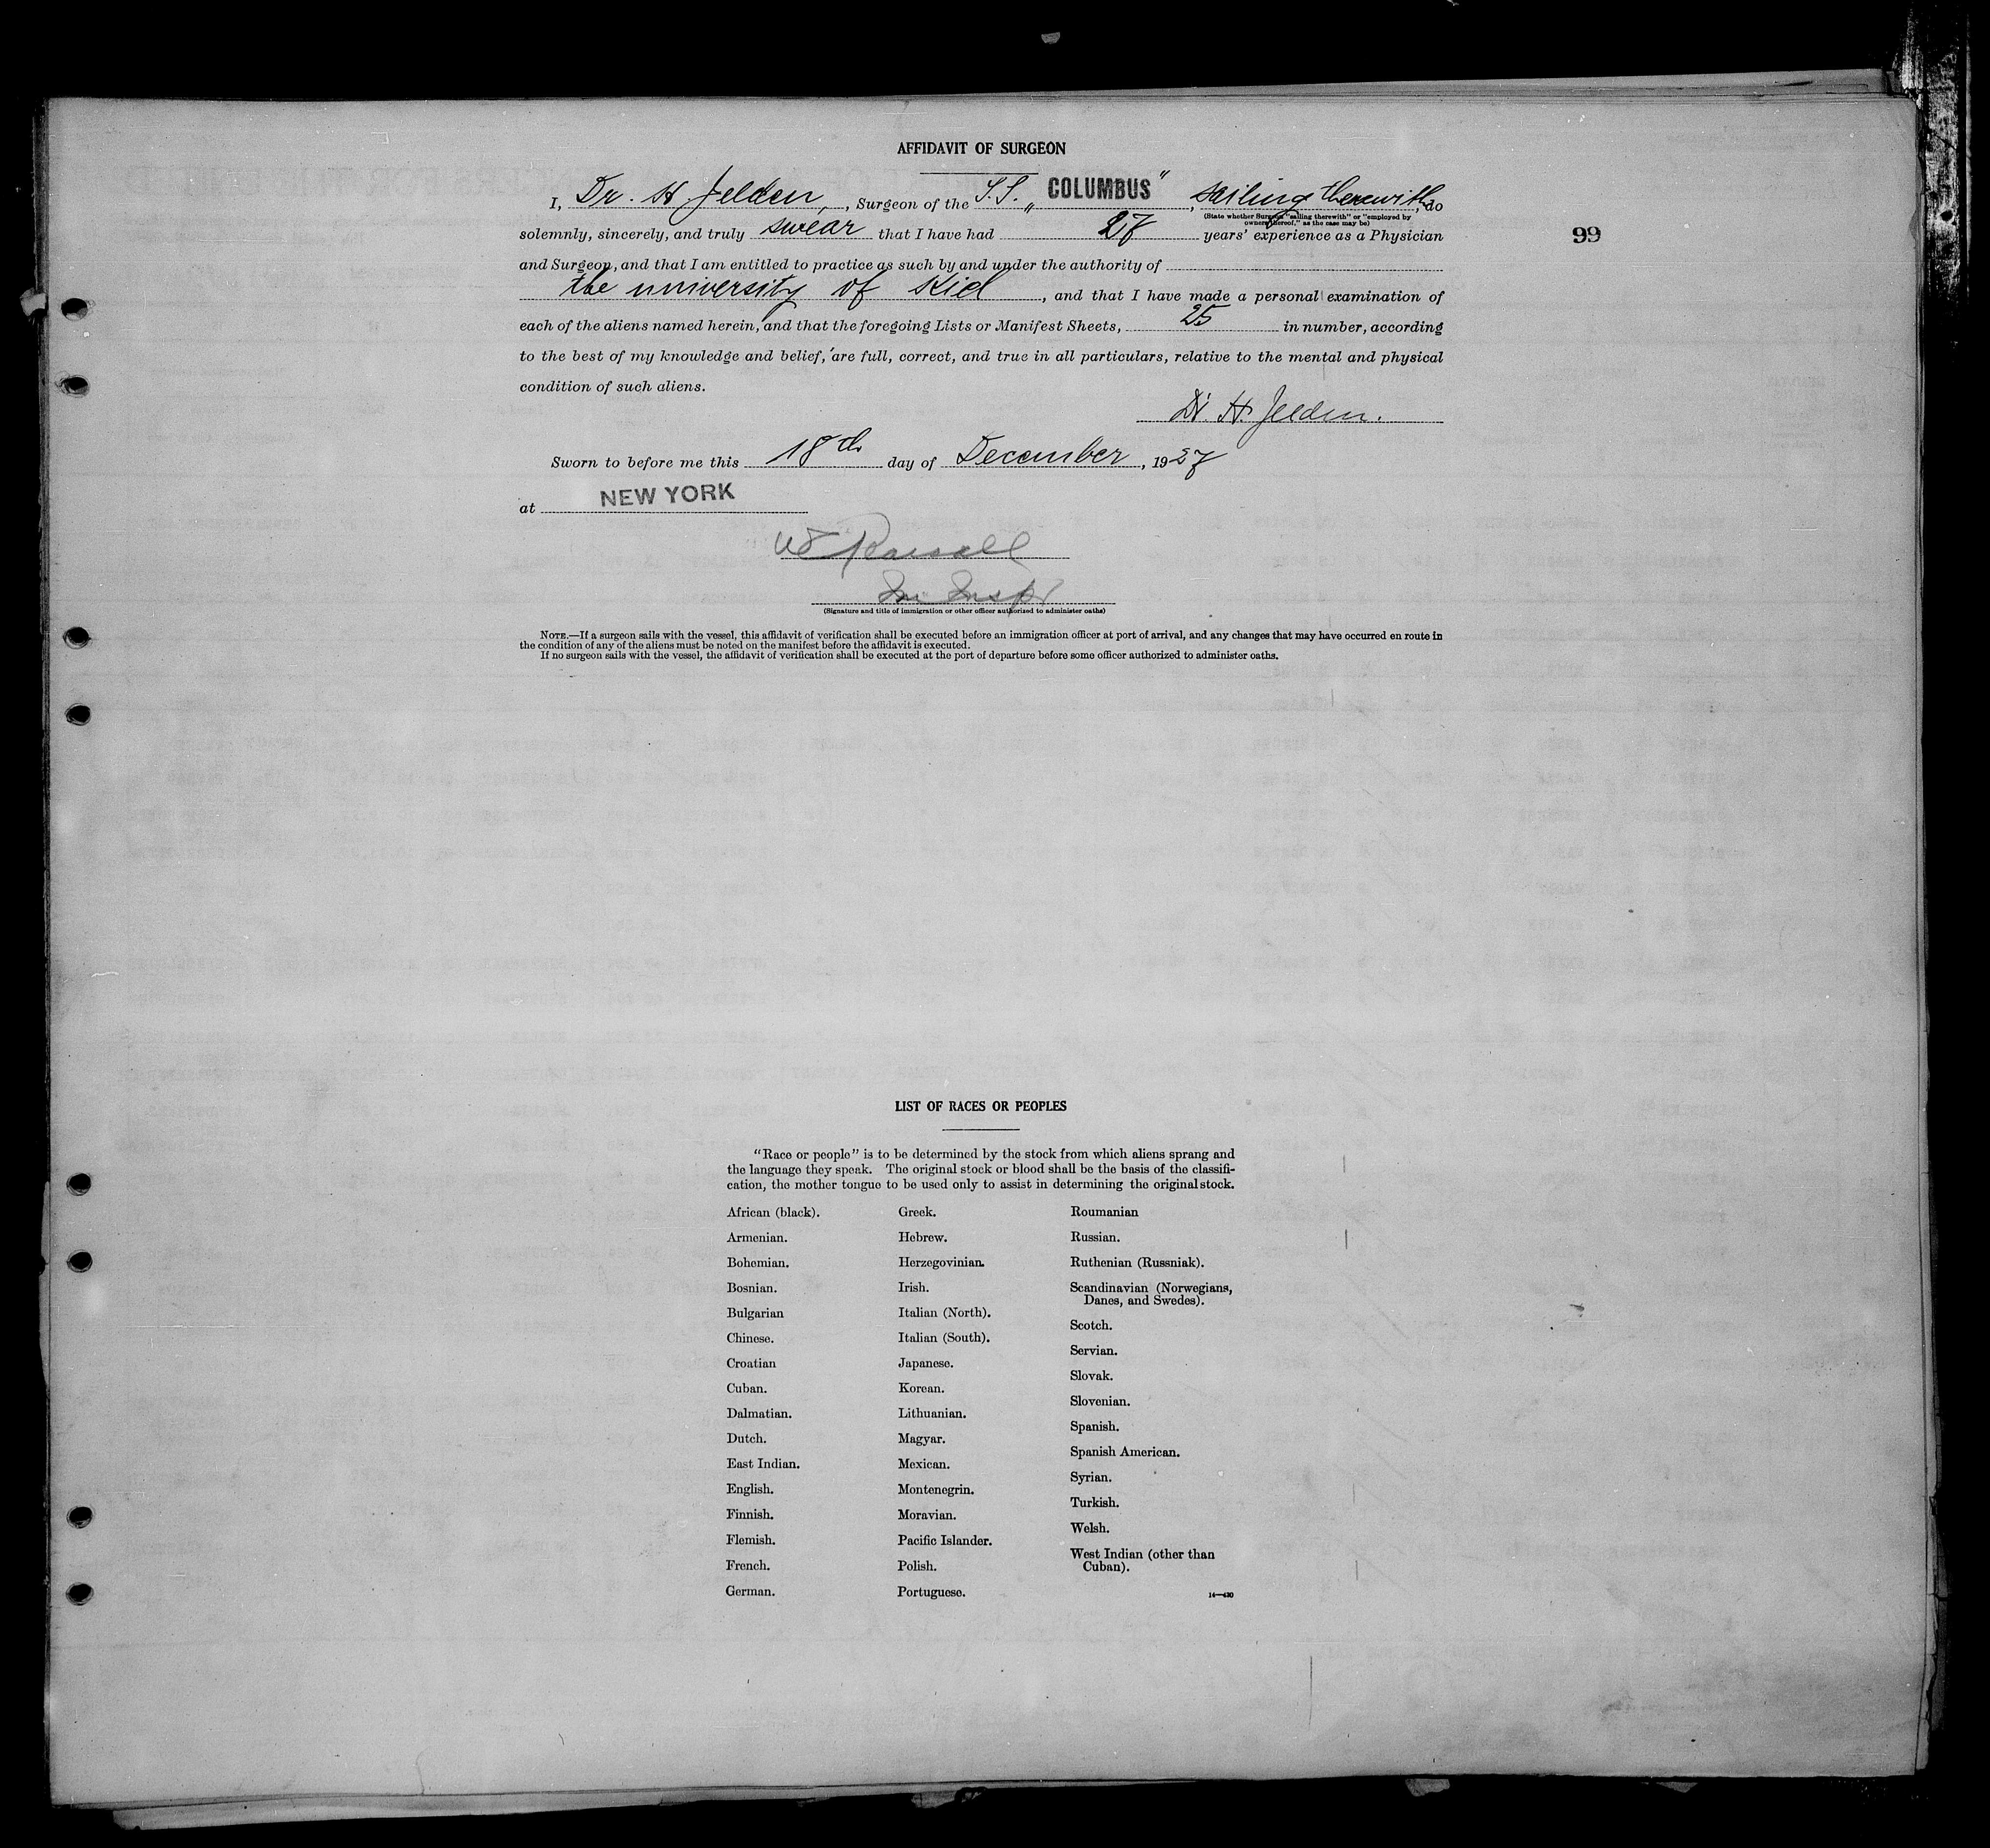 AFFIDAVIT OF SURGEON
I, Dr. H. Jelden, Surgeon of the T.S. „COLUMBUS", sailing therewith, do
(State whether Surgeon "sailing therewith" or "employed by
owners thereof," as the case may be)
solemnly, sincerely, and truly swear that I have had 27 years' experience as a Physician
99
and Surgeon, and that I am entitled to practice as such by and under the authority of
the university of Kiel, and that I have made a personal examination of
each of the aliens named herein, and that the foregoing Lists or Manifest Sheets, 25 in number, according
to the best of my knowledge and belief, are full, correct, and true in all particulars, relative to the mental and physical
condition of such aliens.
Dr. H. Jelden.
Sworn to before me this 18th day of December, 1927
at NEW YORK
Im Inspr
(Signature and title of immigration or other officer authorized to administer oaths)
NOTE.—If a surgeon sails with the vessel, this affidavit of verification shall be executed before an immigration officer at port of arrival, and any changes that may have occurred en route in
the condition of any of the aliens must be noted on the manifest before the affidavit is executed.
If no surgeon sails with the vessel, the affidavit of verification shall be executed at the port of departure before some officer authorized to administer oaths.
LIST OF RACES OR PEOPLES
"Race or people" is to be determined by the stock from which aliens sprang and
the language they speak. The original stock or blood shall be the basis of the classifi-
cation, the mother tongue to be used only to assist in determining the original stock.
African (black).
Armenian.
Bohemian.
Bosnian.
Bulgarian
Chinese.
Croatian
Cuban.
Dalmatian.
Dutch.
East Indian.
English.
Finnish.
Flemish.
French.
German.
Greek.
Hebrew.
Herzegovinian.
Irish.
Italian (North).
Italian (South).
Japanese.
Korean.
Lithuanian.
Magyar.
Mexican.
Montenegrin.
Moravian.
Pacific Islander.
Polish.
Portuguese.
Roumanian
Russian.
Ruthenian (Russniak).
Scandinavian (Norwegians,
Danes, and Swedes).
Scotch.
Servian.
Slovak.
Slovenian.
Spanish.
Spanish American.
Syrian.
Turkish.
Welsh.
West Indian (other than
Cuban).
14—430